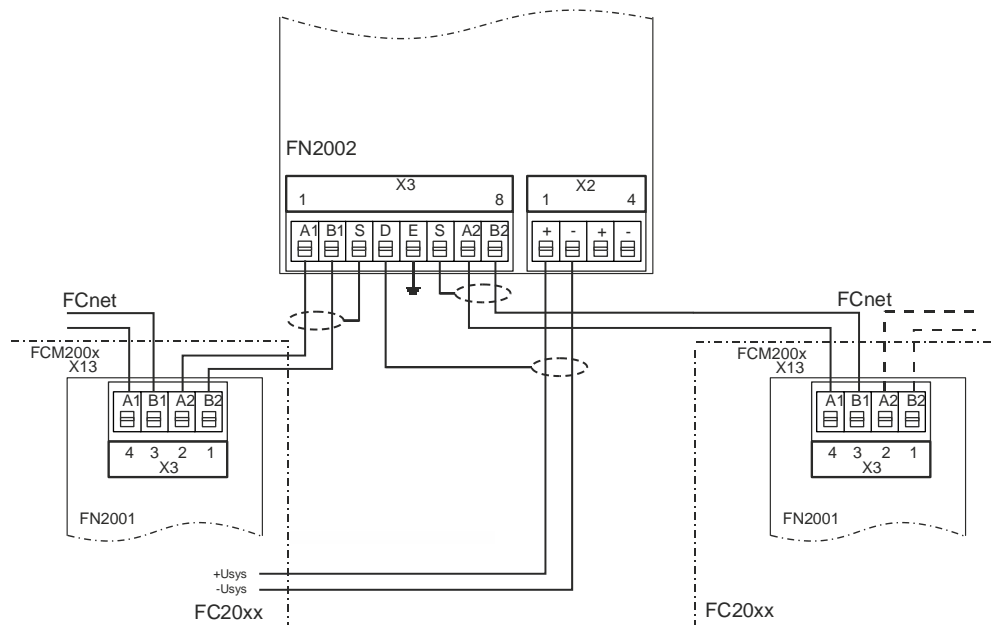 FN2002
X3
1 8
X2
1 4
A1 B1 S D E S A2 B2
+ - + -
FCnet
FCnet
FCM200x
X13
A1 B1 A2 B2
4 3 2 1
X3
FN2001
FCM200x
X13
A1 B1 A2 B2
4 3 2 1
X3
FN2001
+Usys
-Usys
FC20xx
FC20xx